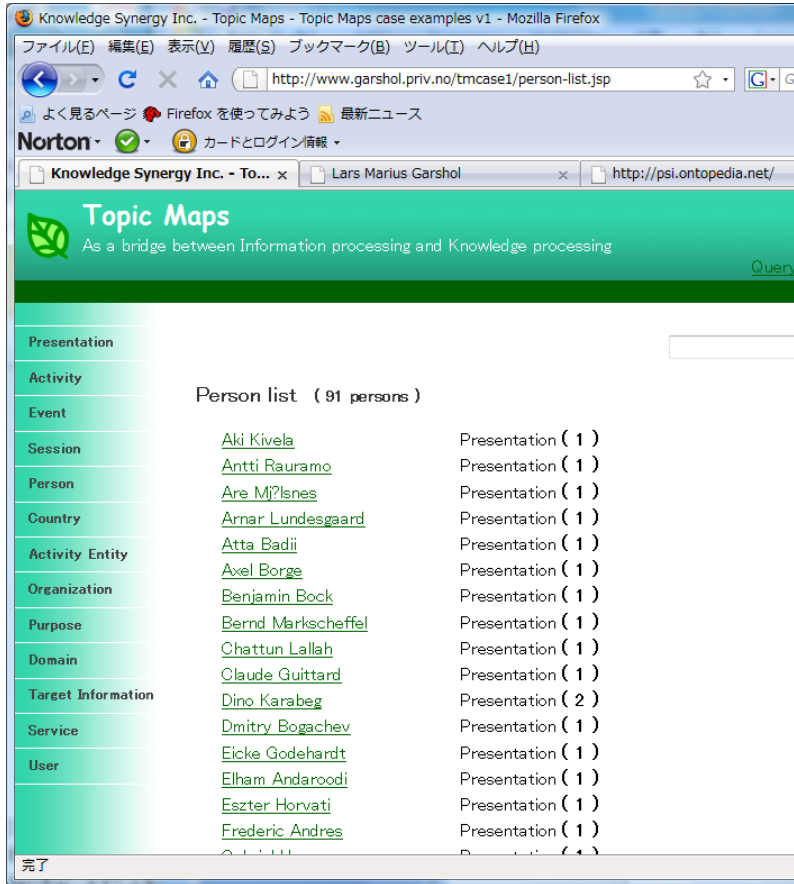 Knowledge Synergy Inc. - Topic Maps - Topic Maps case examples v1 - Mozilla Firefox
ファイル(F) 編集(E) 表示(V) 履歴(S) ブックマーク(B) ツール(T) ヘルプ(H)
http://www.garshol.priv.no/tmcase1/person-list.jsp G G
よく見るページ Firefox を使ってみよう 最新ニュース
Norton カードとログイン情報
Knowledge Syne... Inc. - To... Lars Marius Garshol http://psi.ontopedia.net/
Topic Maps
As a bridge between Information processing and Knowledge processing
Query
Presentation
Activity
Event
Session
Person
Country
Activity Entity
Organization
Purpose
Domain
Target Information
Service
User
Person list ( 91 persons )
Aki Kivela Presentation ( 1 )
Antti Rauramo Presentation ( 1 )
Are Mj?lsnes Presentation ( 1 )
Arnar Lundesgaard Presentation ( 1 )
Atta Badii Presentation ( 1 )
Axel Borge Presentation ( 1 )
Benjamin Bock Presentation ( 1 )
Bernd Markscheffel Presentation ( 1 )
Chattun Lallah Presentation ( 1 )
Claude Guittard Presentation ( 1 )
Dino Karabeg Presentation ( 2 )
Dmitry Bogachev Presentation ( 1 )
Eicke Godehardt Presentation ( 1 )
Elham Andaroodi Presentation ( 1 )
Eszter Horvati Presentation ( 1 )
Frederic Andres Presentation ( 1 )
完了